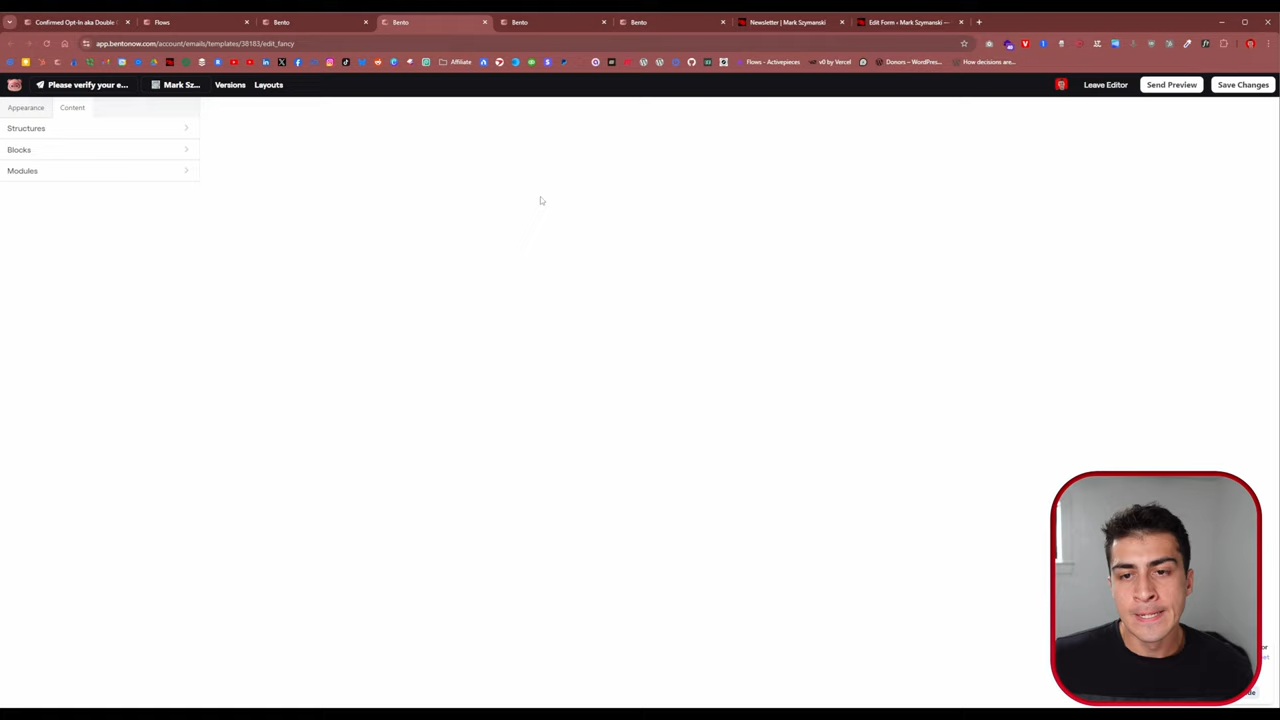 Confirmed Opt-In aka Double
Flows
Bento
Bento
Bento
Bento
Newsletter | Mark Szymanski
Edit Form ‹ Mark Szymanski —
app.bentonow.com/account/emails/templates/38183/edit_fancy
Affiliate
Flows - Activepieces
v0 by Vercel
Donors – WordPres...
How decisions are...
Please verify your e...
Mark Sz...
Versions
Layouts
Leave Editor
Send Preview
Save Changes
Appearance
Content
Structures
Blocks
Modules